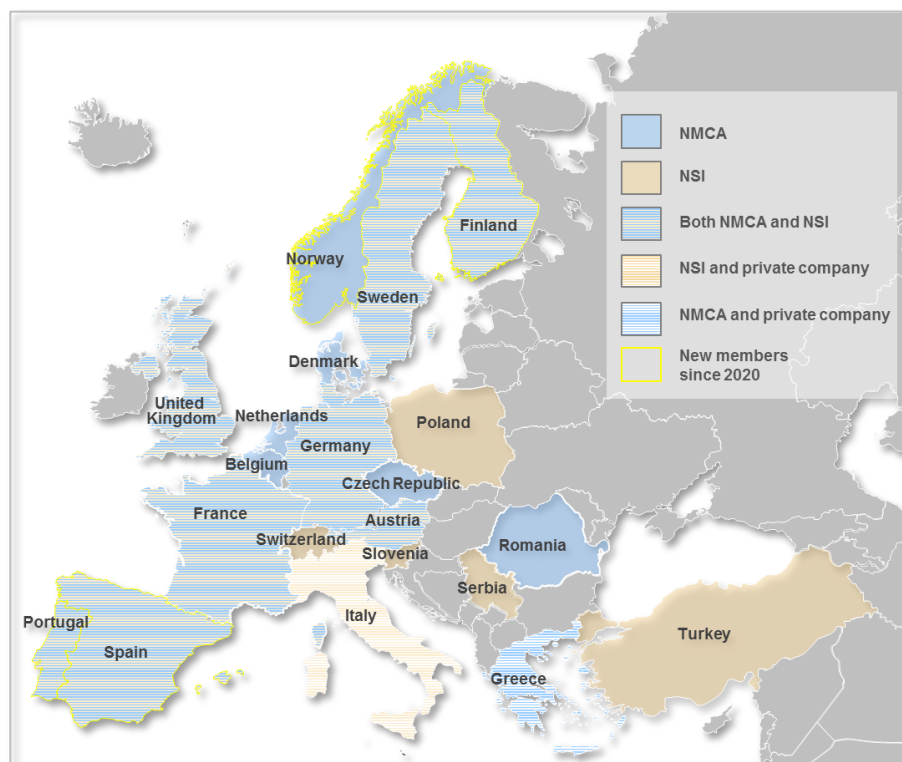 NMCA
NSI
Both NMCA and NSI
NSI and private company
NMCA and private company
New members
since 2020
Finland
Norway
Sweden
Denmark
United
Kingdom
Netherlands
Poland
Germany
Belgium
Czech Republic
France
Austria
Switzerland
Romania
Slovenia
Serbia
Italy
Portugal
Turkey
Spain
Greece